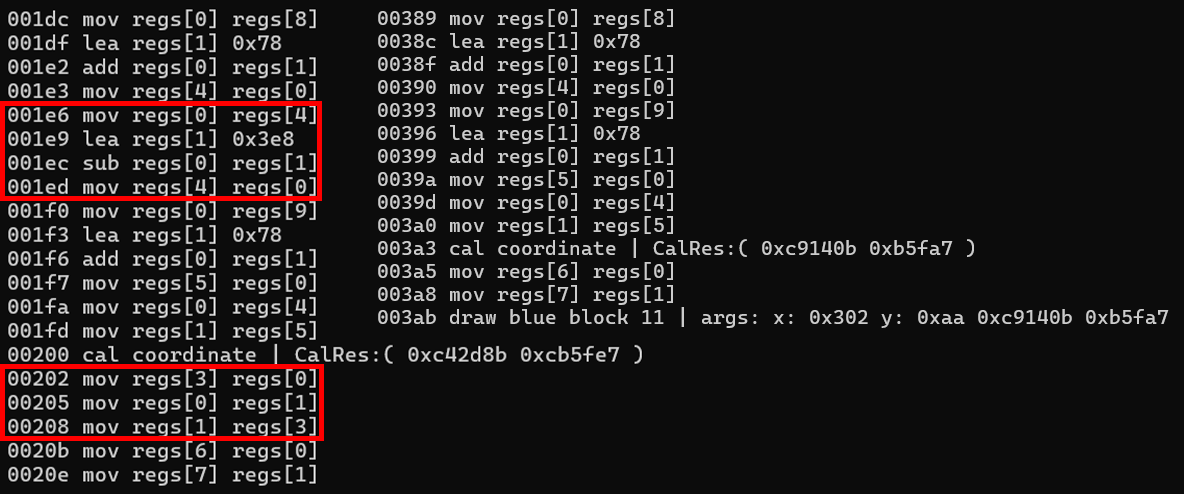 001dc mov regs[0] regs[8]
001df lea regs[1] 0x78
001e2 add regs[0] regs[1]
001e3 mov regs[4] regs[0]
001e6 mov regs[0] regs[4]
001e9 lea regs[1] 0x3e8
001ec sub regs[0] regs[1]
001ed mov regs[4] regs[0]
001f0 mov regs[0] regs[9]
001f3 lea regs[1] 0x78
001f6 add regs[0] regs[1]
001f7 mov regs[5] regs[0]
001fa mov regs[0] regs[4]
001fd mov regs[1] regs[5]
00200 cal coordinate | CalRes:( 0xc42d8b 0xcb5fe7 )
00202 mov regs[3] regs[0]
00205 mov regs[0] regs[1]
00208 mov regs[1] regs[3]
0020b mov regs[6] regs[0]
0020e mov regs[7] regs[1]
00389 mov regs[0] regs[8]
0038c lea regs[1] 0x78
0038f add regs[0] regs[1]
00390 mov regs[4] regs[0]
00393 mov regs[0] regs[9]
00396 lea regs[1] 0x78
00399 add regs[0] regs[1]
0039a mov regs[5] regs[0]
0039d mov regs[0] regs[4]
003a0 mov regs[1] regs[5]
003a3 cal coordinate | CalRes:( 0xc9140b 0xb5fa7 )
003a5 mov regs[6] regs[0]
003a8 mov regs[7] regs[1]
003ab draw blue block 11 | args: x: 0x302 y: 0xaa 0xc9140b 0xb5fa7